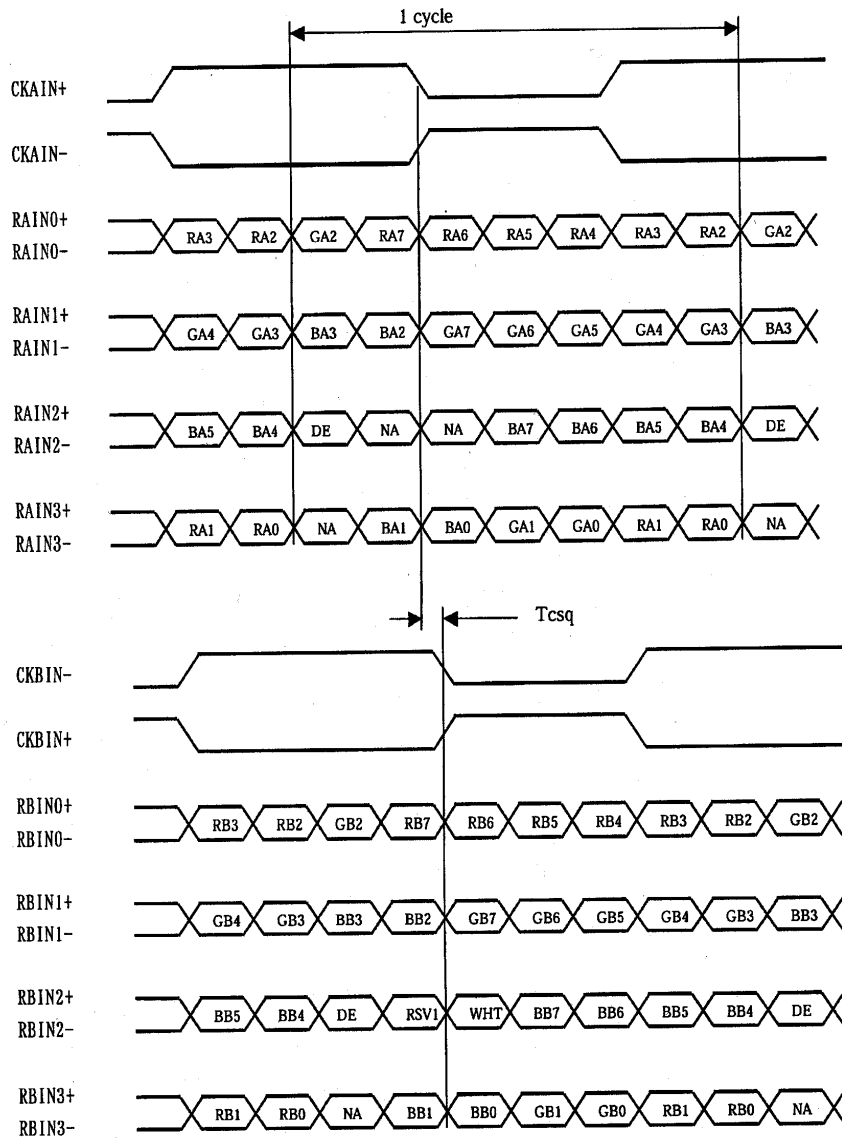 1 cycle
CKAIN+
CKAIN-
RAIN0+
RA3 RA2 GA2 RA7 RA6 RA5 RA4 RA3 RA2 GA2
RAIN0-
RAIN1+
GA4 GA3 BA3 BA2 GA7 GA6 GA5 GA4 GA3 BA3
RAIN1-
RAIN2+
BA5 BA4 DE NA NA BA7 BA6 BA5 BA4 DE
RAIN2-
RAIN3+
RA1 RA0 NA BA1 BA0 GA1 GA0 RA1 RA0 NA
RAIN3-
Tcsq
CKBIN-
CKBIN+
RBIN0+
RB3 RB2 GB2 RB7 RB6 RB5 RB4 RB3 RB2 GB2
RBIN0-
RBIN1+
GB4 GB3 BB3 BB2 GB7 GB6 GB5 GB4 GB3 BB3
RBIN1-
RBIN2+
BB5 BB4 DE RSV1 WHT BB7 BB6 BB5 BB4 DE
RBIN2-
RBIN3+
RB1 RB0 NA BB1 BB0 GB1 GB0 RB1 RB0 NA
RBIN3-